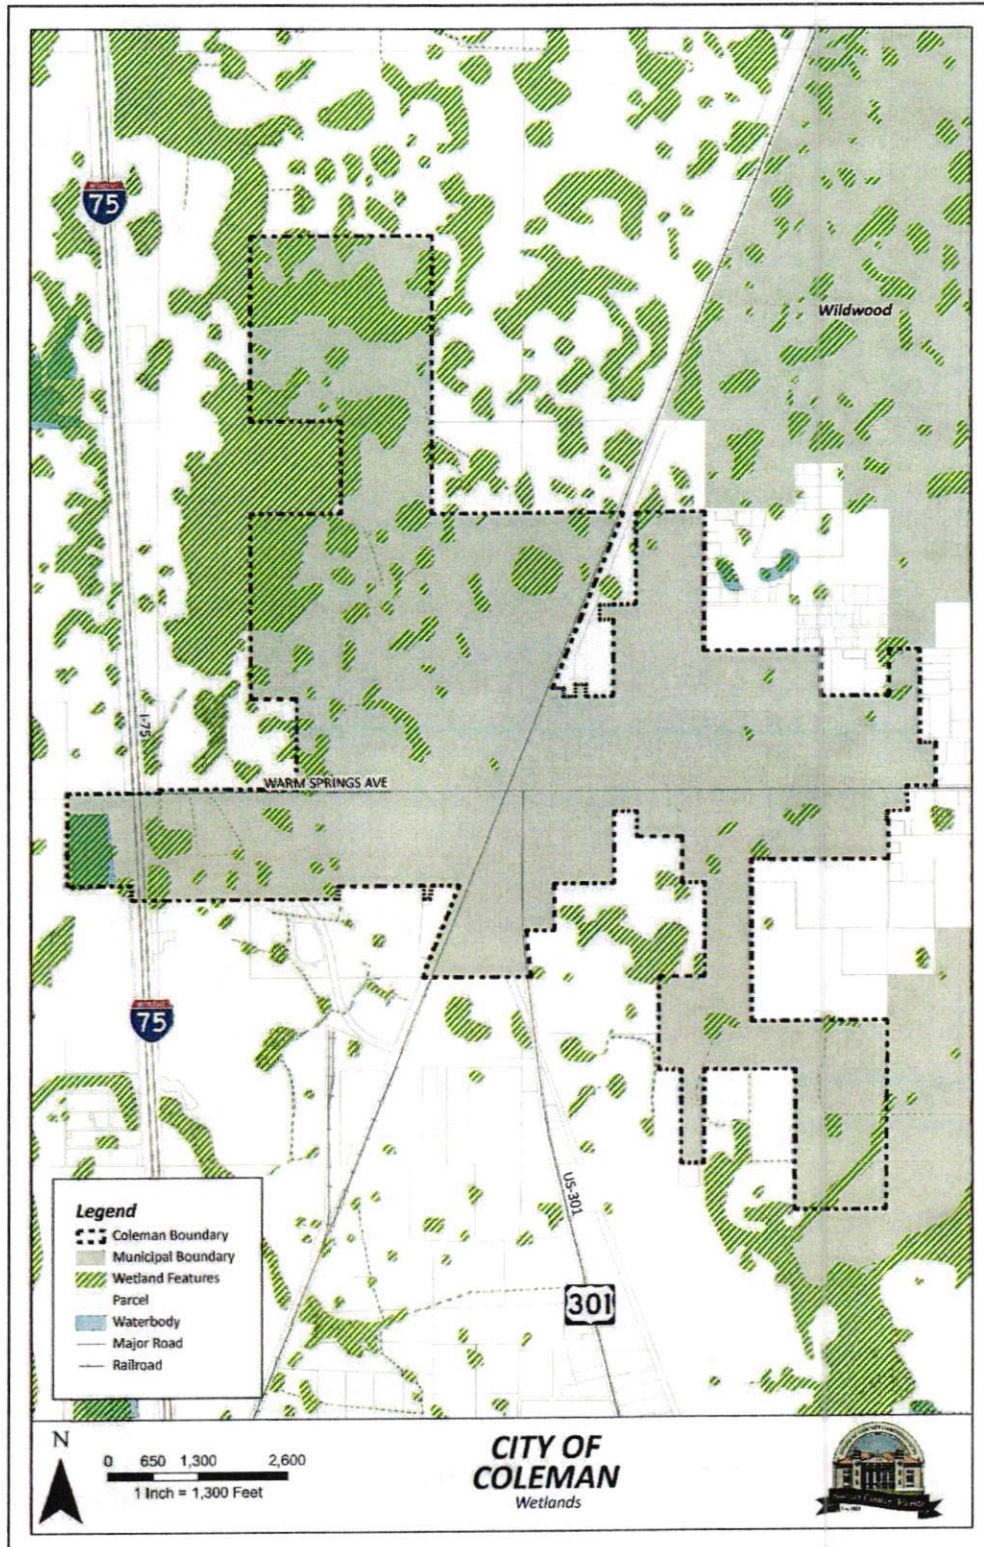 75
Wildwood
I-75
WARM SPRINGS AVE
75
US-301
301
Legend
Coleman Boundary
Municipal Boundary
Wetland Features
Parcel
Waterbody
Major Road
Railroad
N
0 650 1,300 2,600
1 Inch = 1,300 Feet
CITY OF
COLEMAN
Wetlands